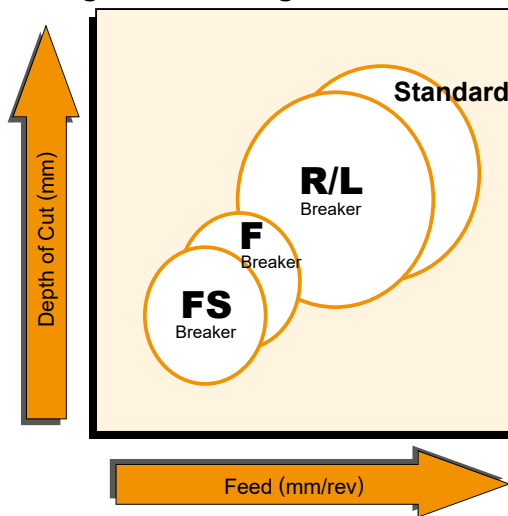 Standard
R/L
Breaker
F
Breaker
FS
Breaker
Depth of Cut (mm)
Feed (mm/rev)